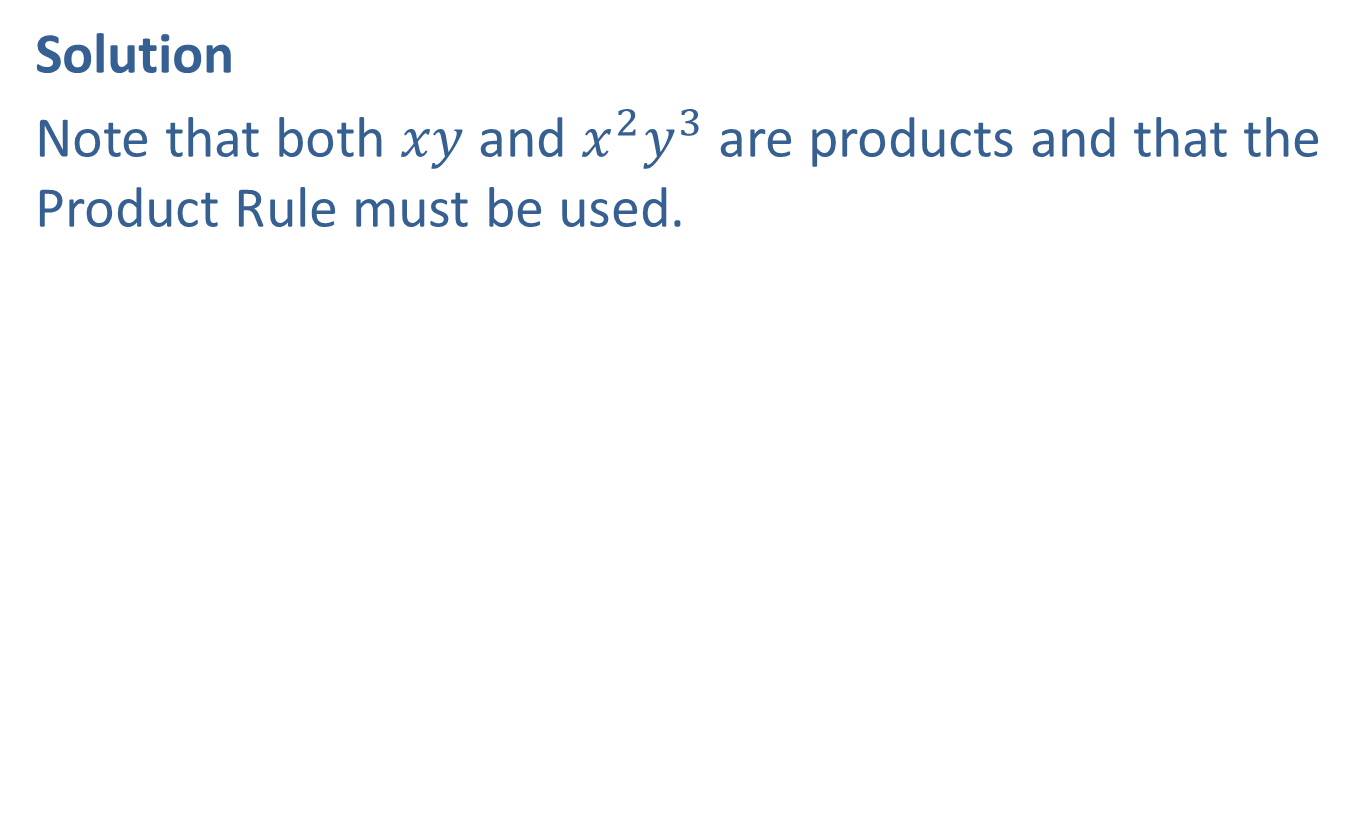 Solution
Note that both 𝑥𝑦 and 𝑥²𝑦³ are products and that the
Product Rule must be used.